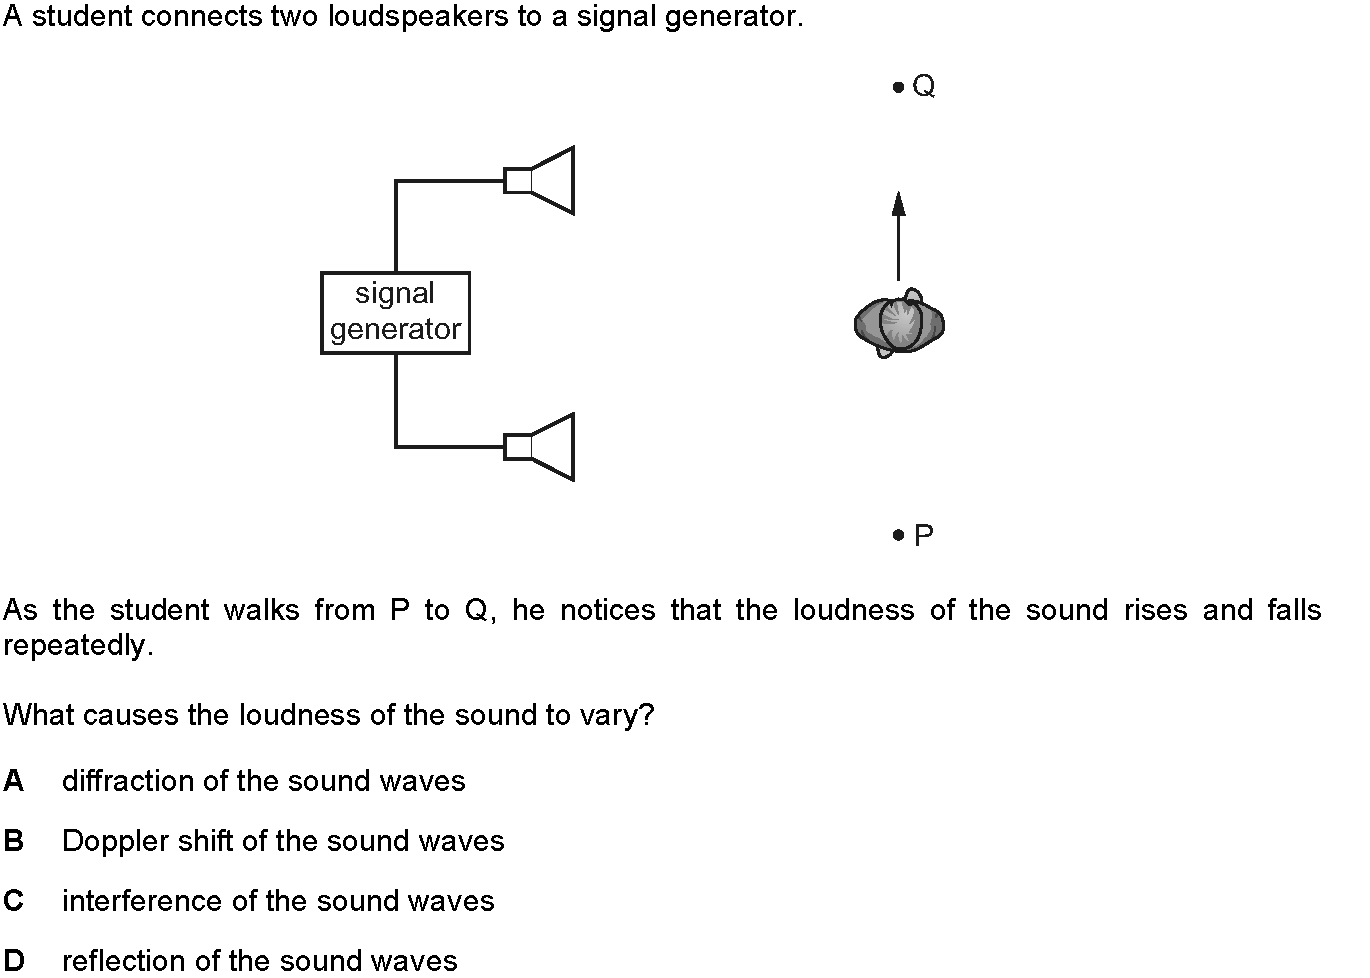 A student connects two loudspeakers to a signal generator.
Q
signal
generator
P
As the student walks from P to Q, he notices that the loudness of the sound rises and falls
repeatedly.
What causes the loudness of the sound to vary?
A diffraction of the sound waves
B Doppler shift of the sound waves
C interference of the sound waves
D reflection of the sound waves